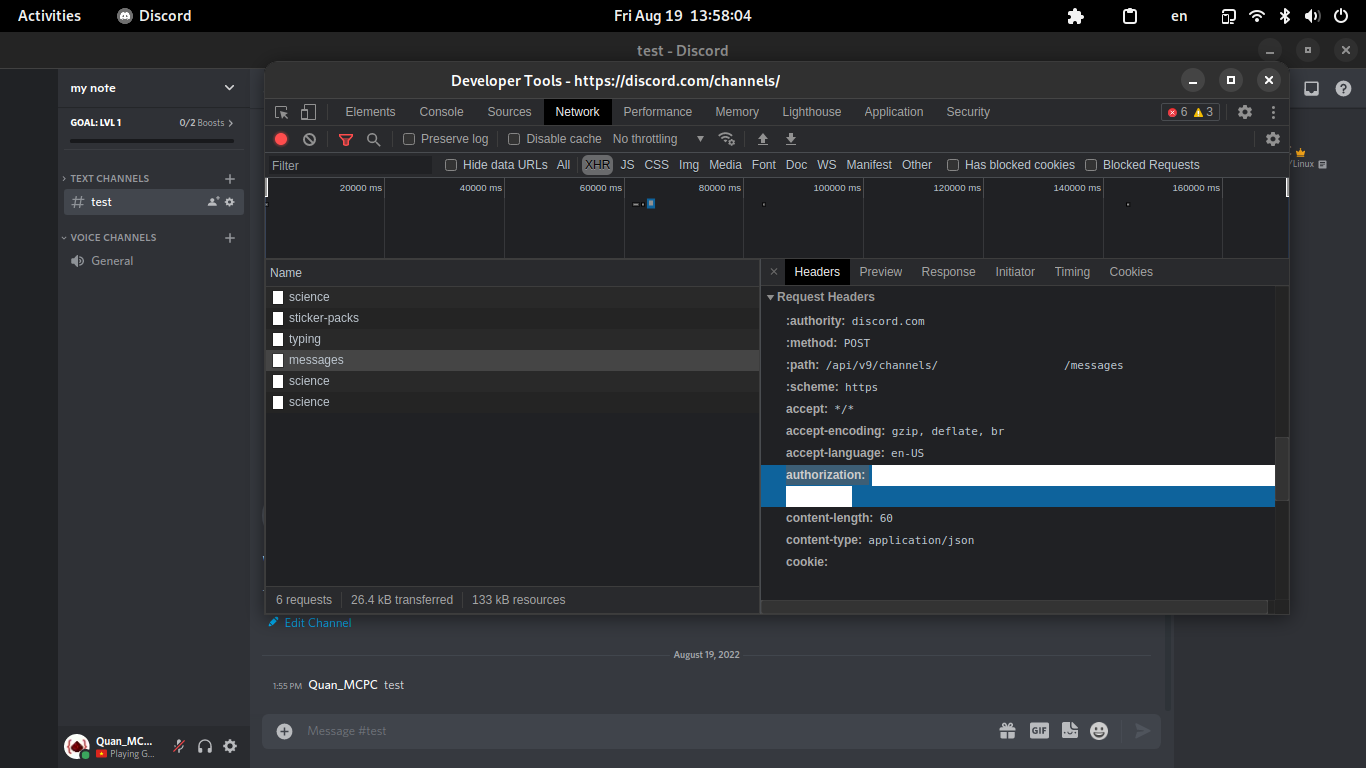 Activities Discord Fri Aug 19 13:58:04 en
test - Discord
my note
GOAL: LVL 1 0/2 Boosts
TEXT CHANNELS
test
VOICE CHANNELS
General
Developer Tools - https://discord.com/channels/
Elements Console Sources Network Performance Memory Lighthouse Application Security 6 3
Preserve log Disable cache No throttling
Filter Hide data URLs All XHR JS CSS Img Media Font Doc WS Manifest Other Has blocked cookies Blocked Requests
/Linux
20000 ms 40000 ms 60000 ms 80000 ms 100000 ms 120000 ms 140000 ms 160000 ms
Name
science
sticker-packs
typing
messages
science
science
6 requests 26.4 kB transferred 133 kB resources
× Headers Preview Response Initiator Timing Cookies
Request Headers
:authority: discord.com
:method: POST
:path: /api/v9/channels/ /messages
:scheme: https
accept: */*
accept-encoding: gzip, deflate, br
accept-language: en-US
authorization:
content-length: 60
content-type: application/json
cookie:
Edit Channel
August 19, 2022
1:55 PM Quan_MCPC test
Message #test GIF
Quan_MC...
Playing G...